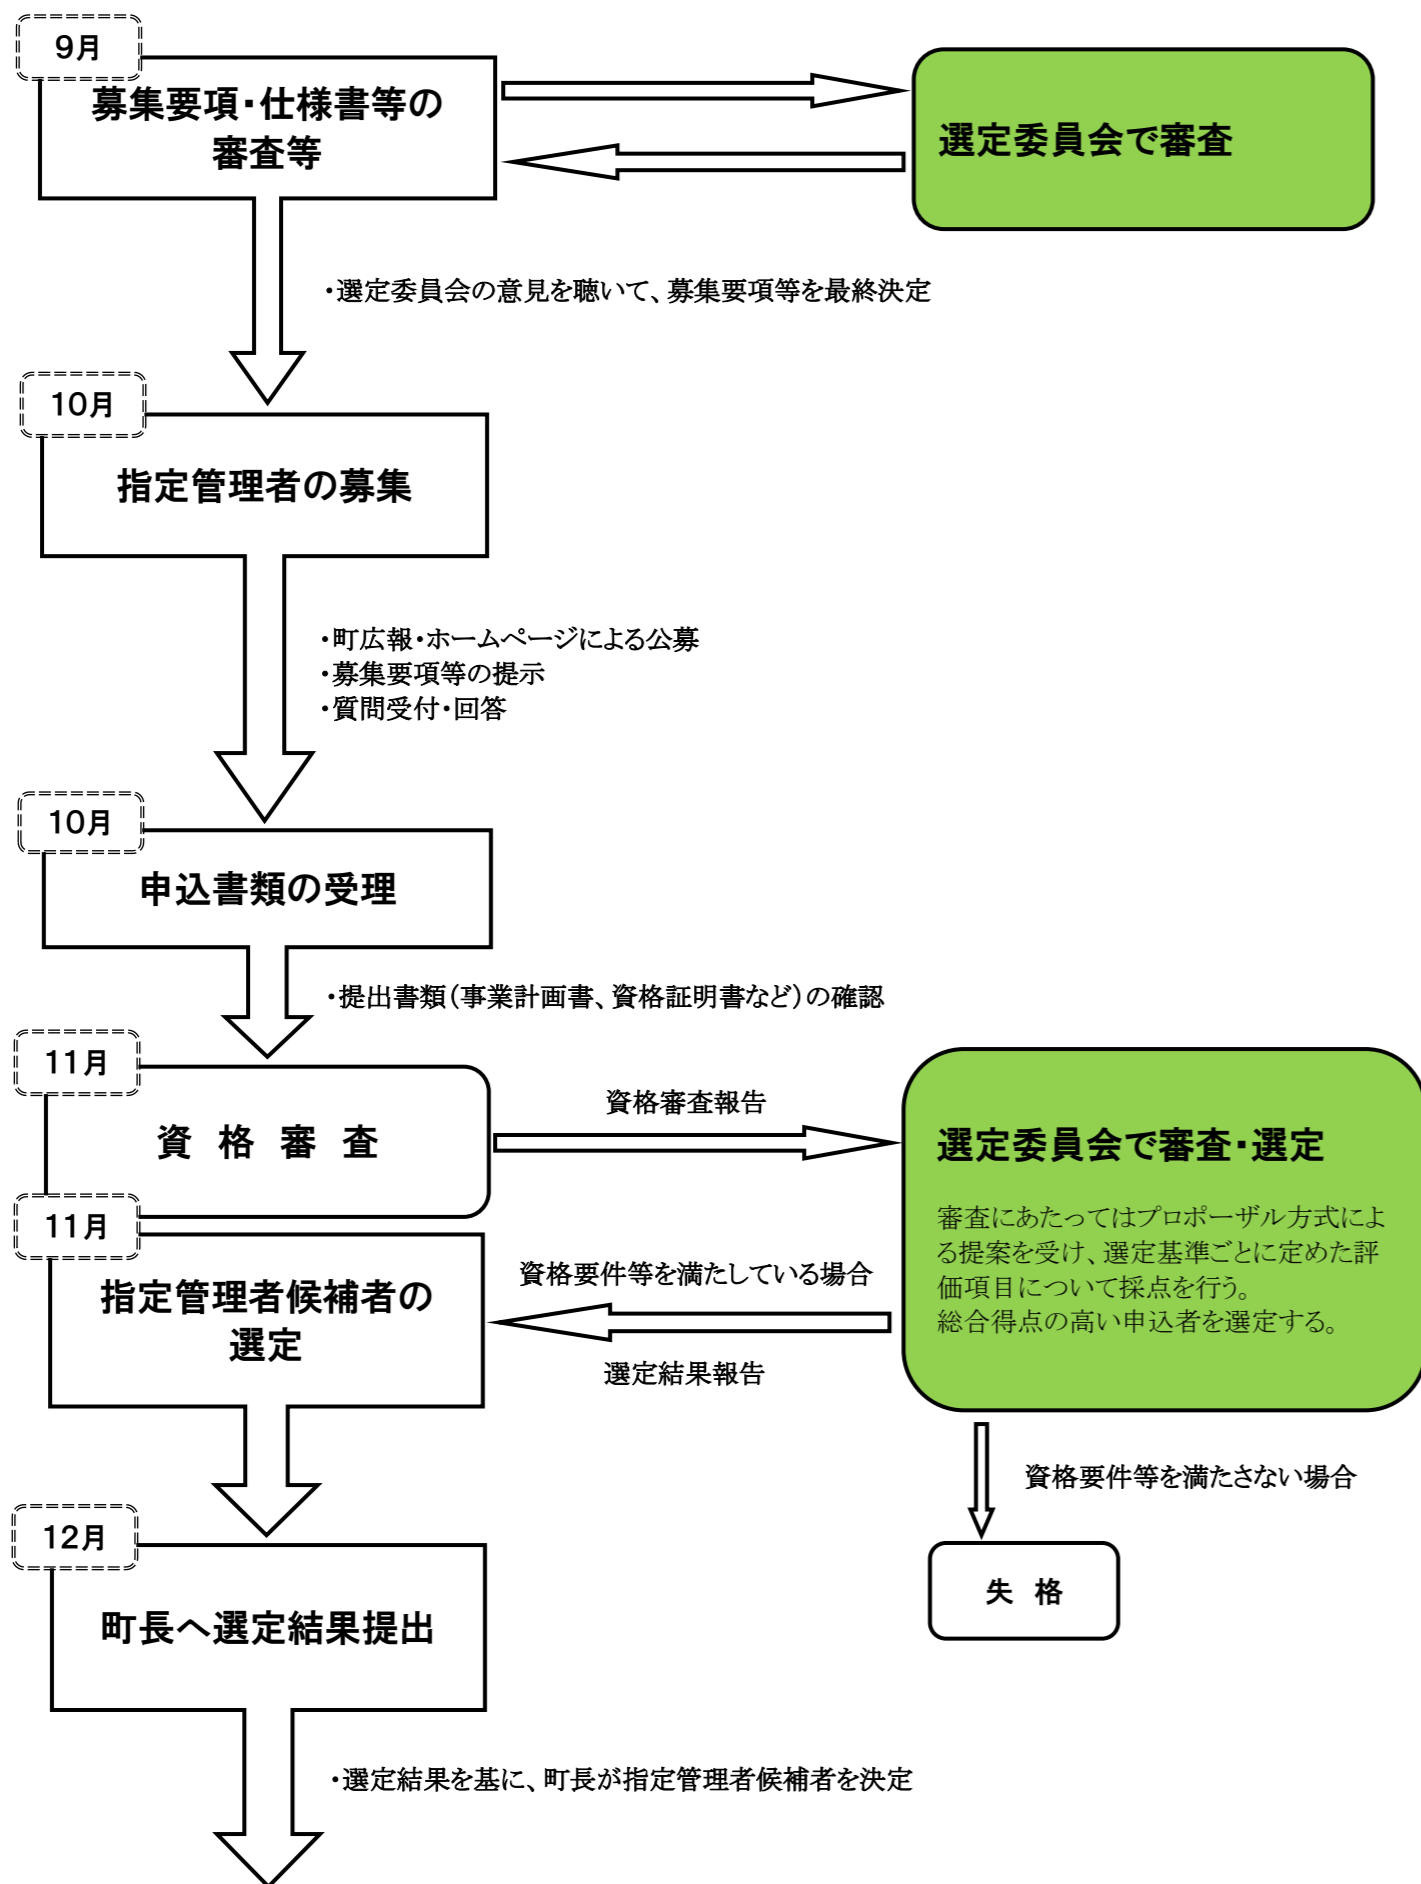 9月
募集要項・仕様書等の
審査等
選定委員会で審査
・選定委員会の意見を聴いて、募集要項等を最終決定
10月
指定管理者の募集
・町広報・ホームページによる公募
・募集要項等の提示
・質問受付・回答
10月
申込書類の受理
・提出書類（事業計画書、資格証明書など）の確認
11月
資　格　審　査
資格審査報告
選定委員会で審査・選定
審査にあたってはプロポーザル方式によ
る提案を受け、選定基準ごとに定めた評
価項目について採点を行う。
総合得点の高い申込者を選定する。
11月
指定管理者候補者の
選定
資格要件等を満たしている場合
選定結果報告
資格要件等を満たさない場合
失　格
12月
町長へ選定結果提出
・選定結果を基に、町長が指定管理者候補者を決定